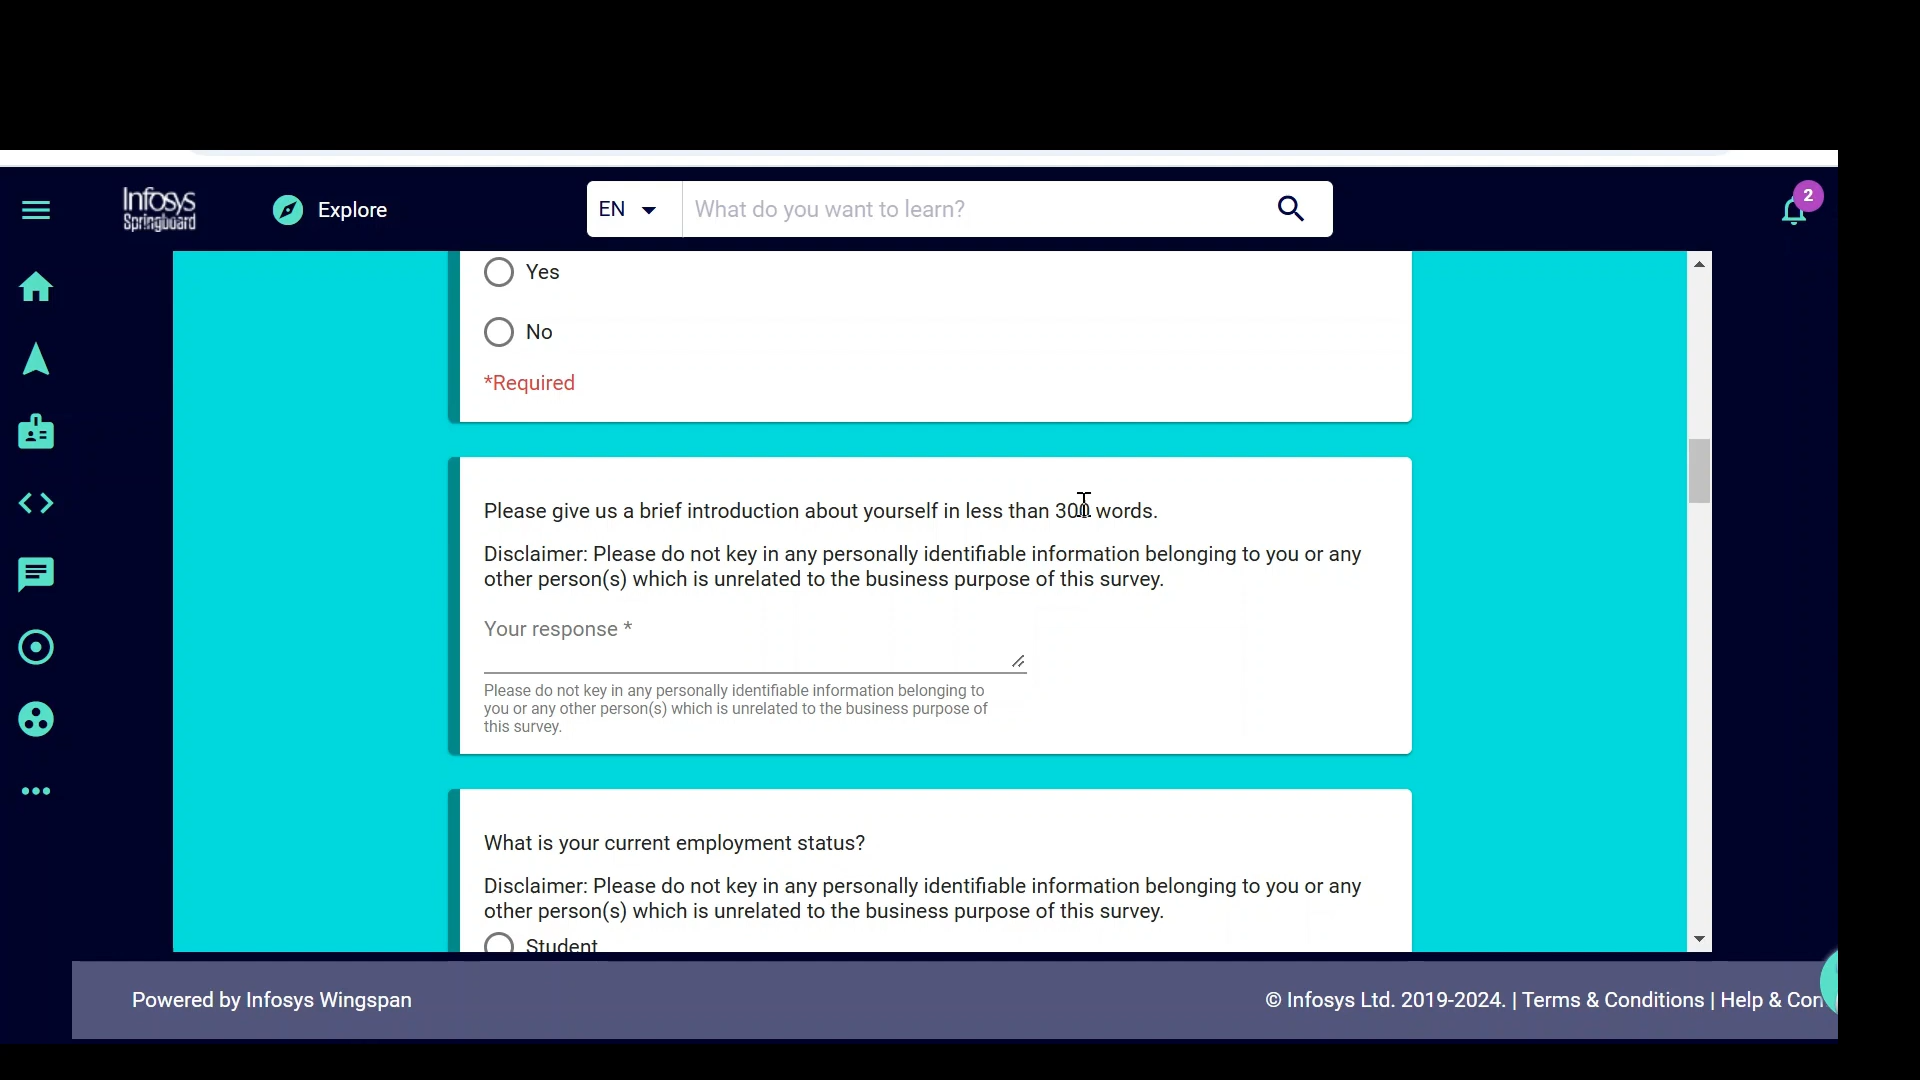 Infosys
Springboard
Explore
EN
What do you want to learn?
2
Yes
No
*Required
Please give us a brief introduction about yourself in less than 300 words.
Disclaimer: Please do not key in any personally identifiable information belonging to you or any
other person(s) which is unrelated to the business purpose of this survey.
Your response *
Please do not key in any personally identifiable information belonging to
you or any other person(s) which is unrelated to the business purpose of
this survey.
What is your current employment status?
Disclaimer: Please do not key in any personally identifiable information belonging to you or any
other person(s) which is unrelated to the business purpose of this survey.
Student
Powered by Infosys Wingspan
© Infosys Ltd. 2019-2024. | Terms & Conditions | Help & Con